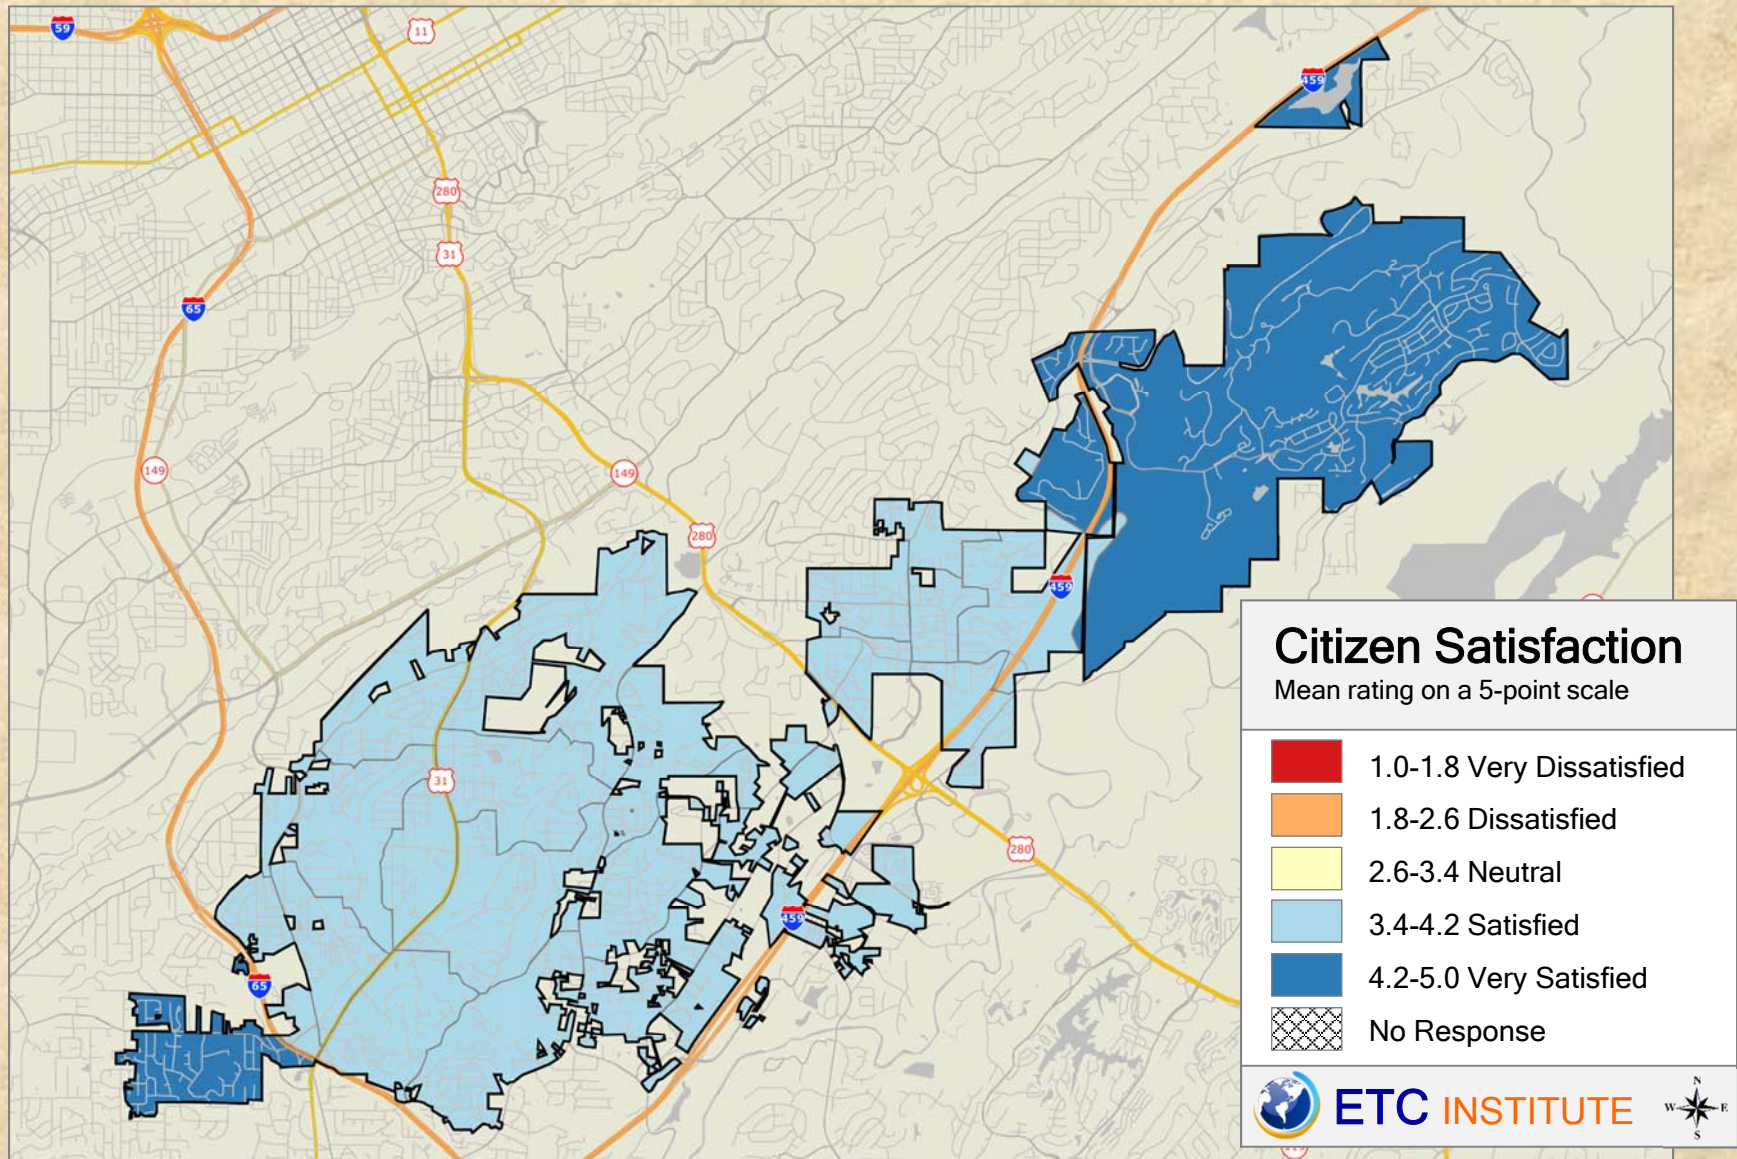 59
11
459
280
31
65
149
149
280
459
31
280
459
65
Citizen Satisfaction
Mean rating on a 5-point scale
1.0-1.8 Very Dissatisfied
1.8-2.6 Dissatisfied
2.6-3.4 Neutral
3.4-4.2 Satisfied
4.2-5.0 Very Satisfied
No Response
ETC INSTITUTE
N
W E
S